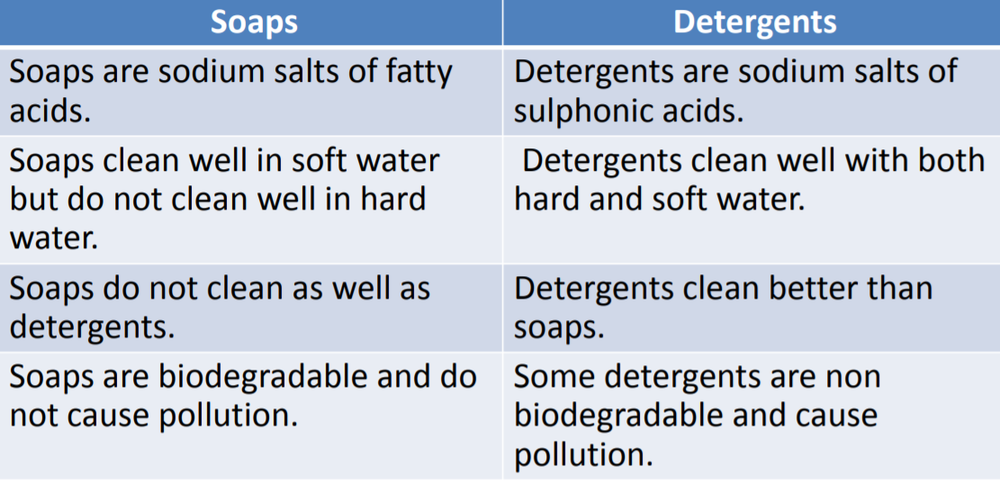 Soaps
Detergents
Soaps are sodium salts of fatty
acids.
Detergents are sodium salts of
sulphonic acids.
Soaps clean well in soft water
but do not clean well in hard
water.
Detergents clean well with both
hard and soft water.
Soaps do not clean as well as
detergents.
Detergents clean better than
soaps.
Soaps are biodegradable and do
not cause pollution.
Some detergents are non
biodegradable and cause
pollution.